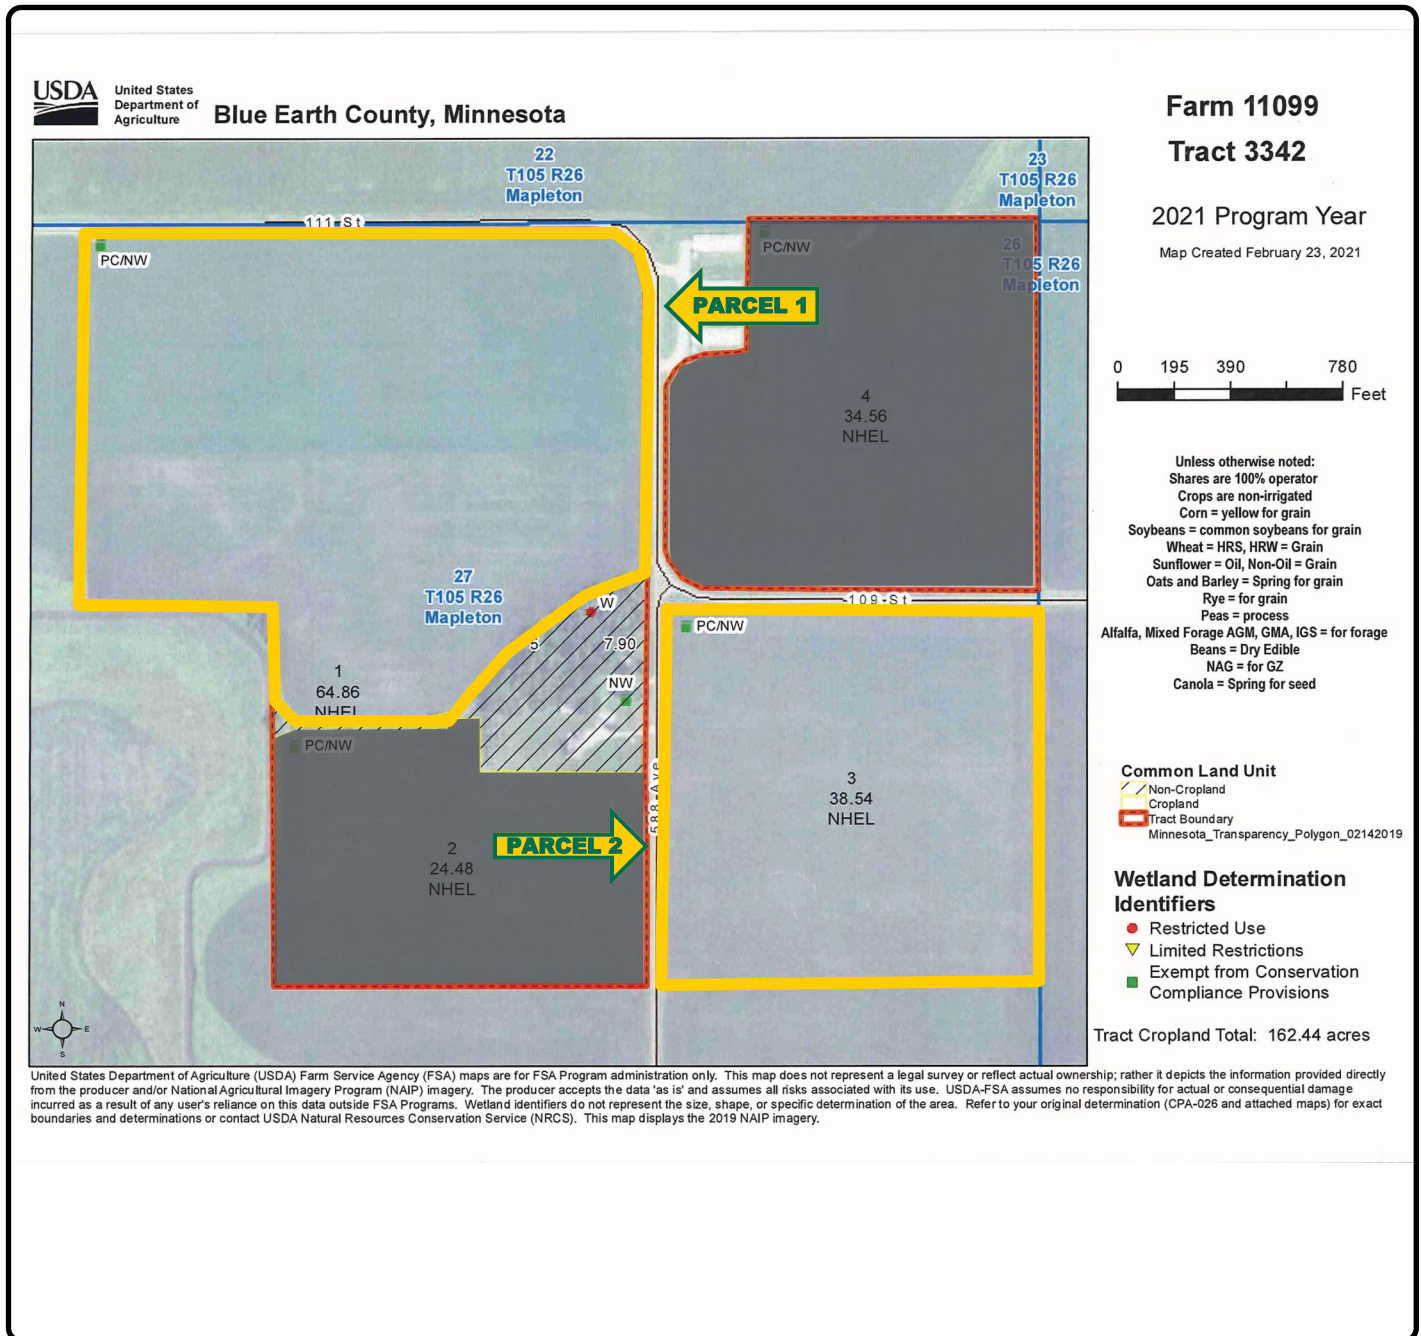 USDA
United States
Department of
Agriculture
Blue Earth County, Minnesota
Farm 11099
Tract 3342
2021 Program Year
Map Created February 23, 2021
22
T105 R26
Mapleton
23
T105 R26
Mapleton
111 St
PC/NW
PC/NW
26
T105 R26
Mapleton
PARCEL 1
0 195 390 780
Feet
4
34.56
NHEL
Unless otherwise noted:
Shares are 100% operator
Crops are non-irrigated
Corn = yellow for grain
Soybeans = common soybeans for grain
Wheat = HRS, HRW = Grain
Sunflower = Oil, Non-Oil = Grain
Oats and Barley = Spring for grain
Rye = for grain
Peas = process
Alfalfa, Mixed Forage AGM, GMA, IGS = for forage
Beans = Dry Edible
NAG = for GZ
Canola = Spring for seed
27
T105 R26
Mapleton
W
109 St
PC/NW
5
7.90
NW
1
64.86
NHEL
PC/NW
588 Ave
3
38.54
NHEL
PARCEL 2
2
24.48
NHEL
Common Land Unit
Non-Cropland
Cropland
Tract Boundary
Minnesota_Transparency_Polygon_02142019
Wetland Determination
Identifiers
Restricted Use
Limited Restrictions
Exempt from Conservation
Compliance Provisions
N
W E
S
Tract Cropland Total: 162.44 acres
United States Department of Agriculture (USDA) Farm Service Agency (FSA) maps are for FSA Program administration only. This map does not represent a legal survey or reflect actual ownership; rather it depicts the information provided directly
from the producer and/or National Agricultural Imagery Program (NAIP) imagery. The producer accepts the data 'as is' and assumes all risks associated with its use. USDA-FSA assumes no responsibility for actual or consequential damage
incurred as a result of any user's reliance on this data outside FSA Programs. Wetland identifiers do not represent the size, shape, or specific determination of the area. Refer to your original determination (CPA-026 and attached maps) for exact
boundaries and determinations or contact USDA Natural Resources Conservation Service (NRCS). This map displays the 2019 NAIP imagery.